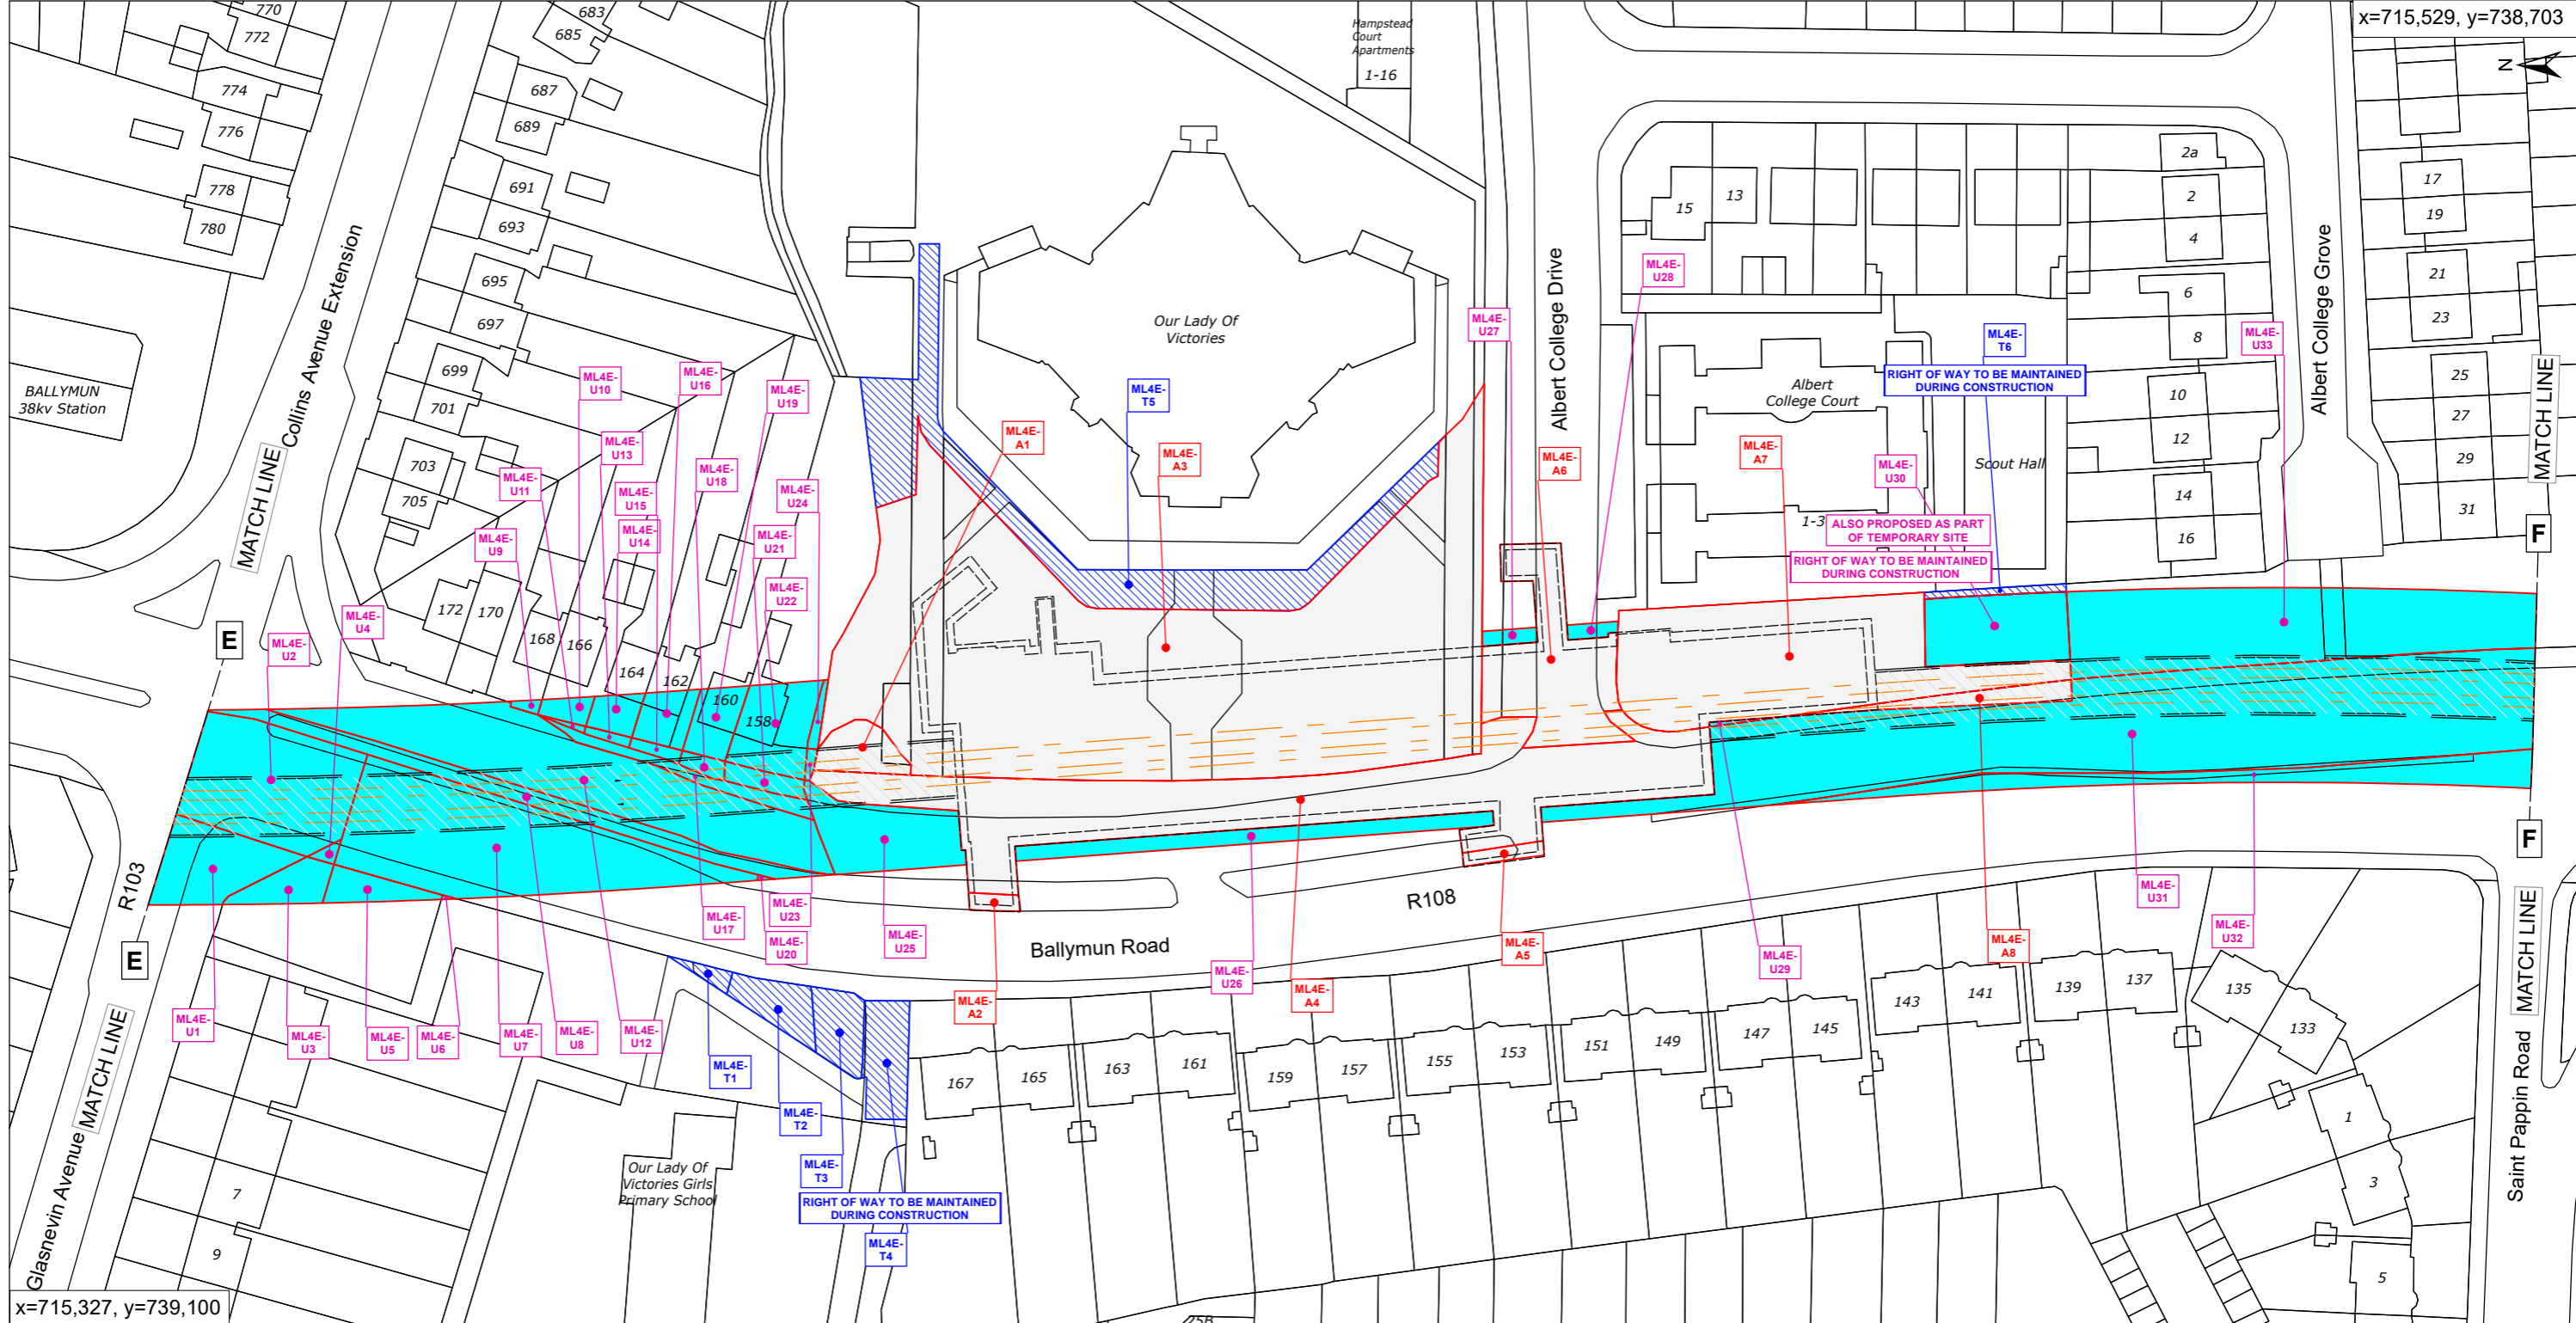 x=715,529, y=738,703
N
770
772
774
776
778
780
683
685
687
689
691
693
695
697
699
701
703
705
BALLYMUN
38kv Station
MATCH LINE
Collins Avenue Extension
Hampstead
Court
Apartments
1-16
Our Lady Of
Victories
Albert College Drive
15
13
2a
2
4
6
8
10
12
14
16
Albert College Grove
17
19
21
23
25
27
29
31
MATCH LINE
F
F
Albert
College Court
Scout Hall
1-3
ML4E-
U28
ML4E-
U27
ML4E-
T6
RIGHT OF WAY TO BE MAINTAINED
DURING CONSTRUCTION
ML4E-
U33
ML4E-
U10
ML4E-
U16
ML4E-
U19
ML4E-
T5
ML4E-
A1
ML4E-
A3
ML4E-
A6
ML4E-
A7
ML4E-
U30
ALSO PROPOSED AS PART
OF TEMPORARY SITE
RIGHT OF WAY TO BE MAINTAINED
DURING CONSTRUCTION
ML4E-
U13
ML4E-
U11
ML4E-
U18
ML4E-
U15
ML4E-
U24
ML4E-
U14
ML4E-
U9
ML4E-
U21
ML4E-
U22
ML4E-
U4
ML4E-
U2
172
170
168
166
164
162
160
158
E
E
R103
ML4E-
U17
ML4E-
U23
ML4E-
U20
ML4E-
U25
R108
Ballymun Road
ML4E-
U26
ML4E-
A2
ML4E-
A4
ML4E-
A5
ML4E-
U29
ML4E-
A8
ML4E-
U31
ML4E-
U32
ML4E-
U1
ML4E-
U3
ML4E-
U5
ML4E-
U6
ML4E-
U7
ML4E-
U8
ML4E-
U12
ML4E-
T1
ML4E-
T2
ML4E-
T3
RIGHT OF WAY TO BE MAINTAINED
DURING CONSTRUCTION
ML4E-
T4
167
165
163
161
159
157
155
153
151
149
147
145
143
141
139
137
135
133
1
3
5
7
9
Our Lady Of
Victories Girls
Primary School
25B
Glasnevin Avenue
MATCH LINE
Saint Pappin Road
MATCH LINE
x=715,327, y=739,100